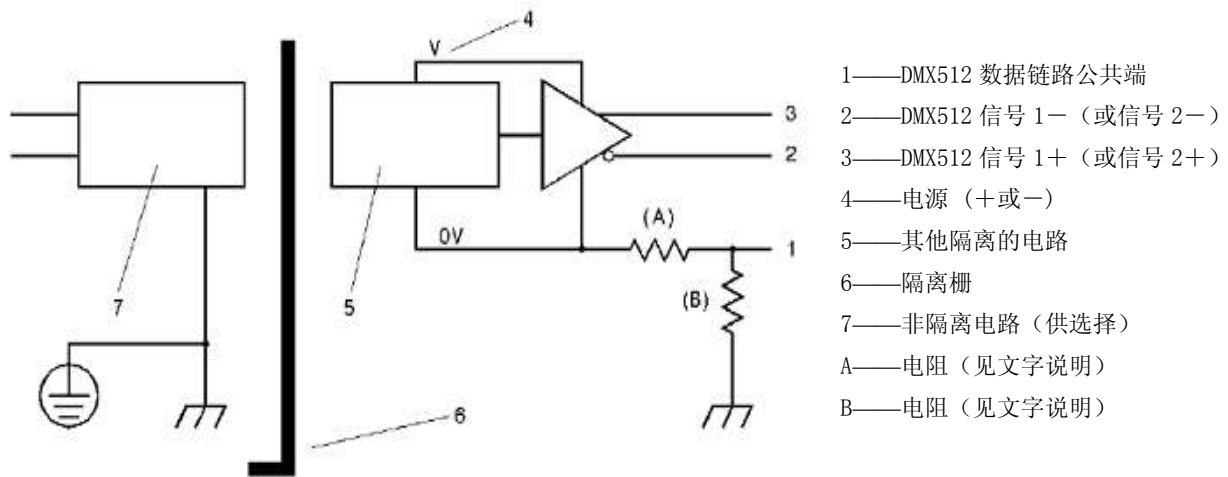 4
V
3
2
(A)
0V
1
(B)
7
5
6
1——DMX512 数据链路公共端
2——DMX512 信号 1－（或信号 2－）
3——DMX512 信号 1＋（或信号 2＋）
4——电源 （＋或－）
5——其他隔离的电路
6——隔离栅
7——非隔离电路（供选择）
A——电阻（见文字说明）
B——电阻（见文字说明）